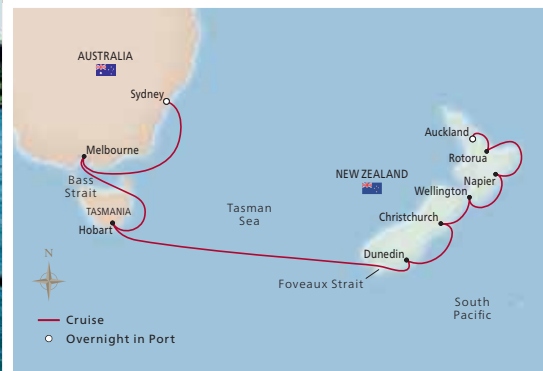 AUSTRALIA
Sydney
Melbourne
Bass
Strait
TASMANIA
Hobart
Tasman
Sea
NEW ZEALAND
Auckland
Rotorua
Napier
Wellington
Christchurch
Dunedin
Foveaux Strait
South
Pacific
N
Cruise
Overnight in Port